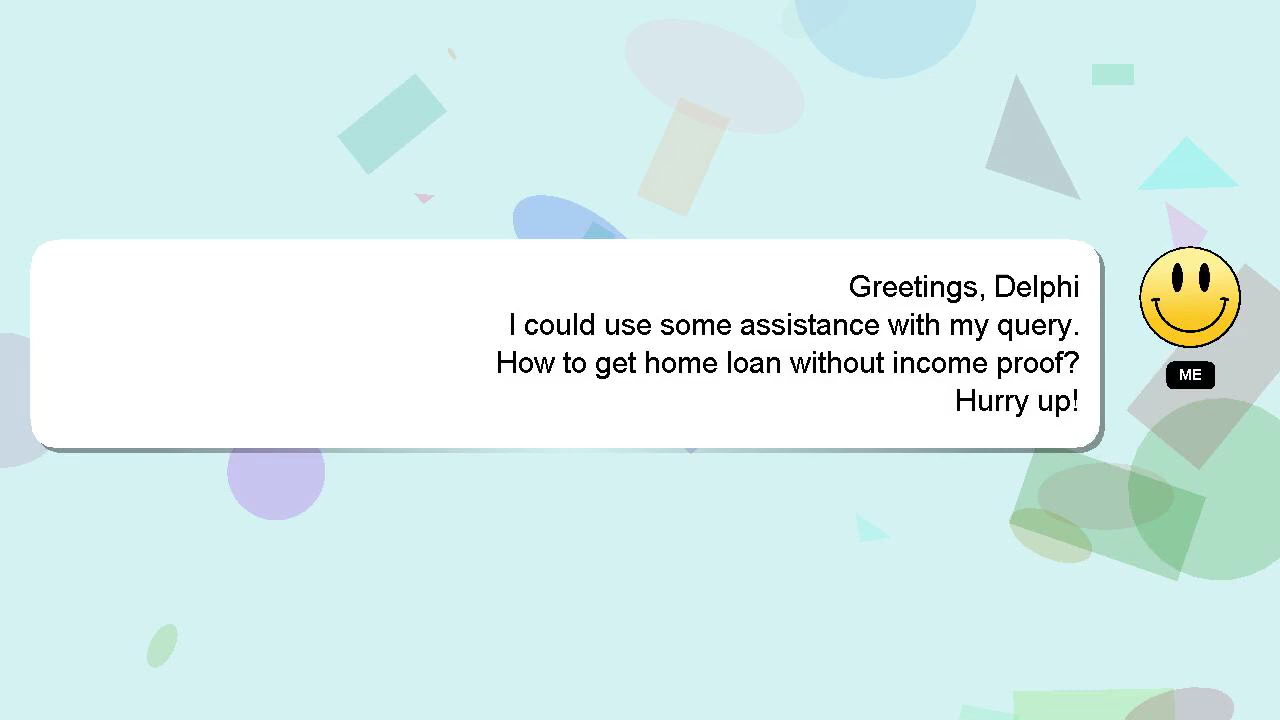 Greetings, Delphi
I could use some assistance with my query.
How to get home loan without income proof?
Hurry up!
ME